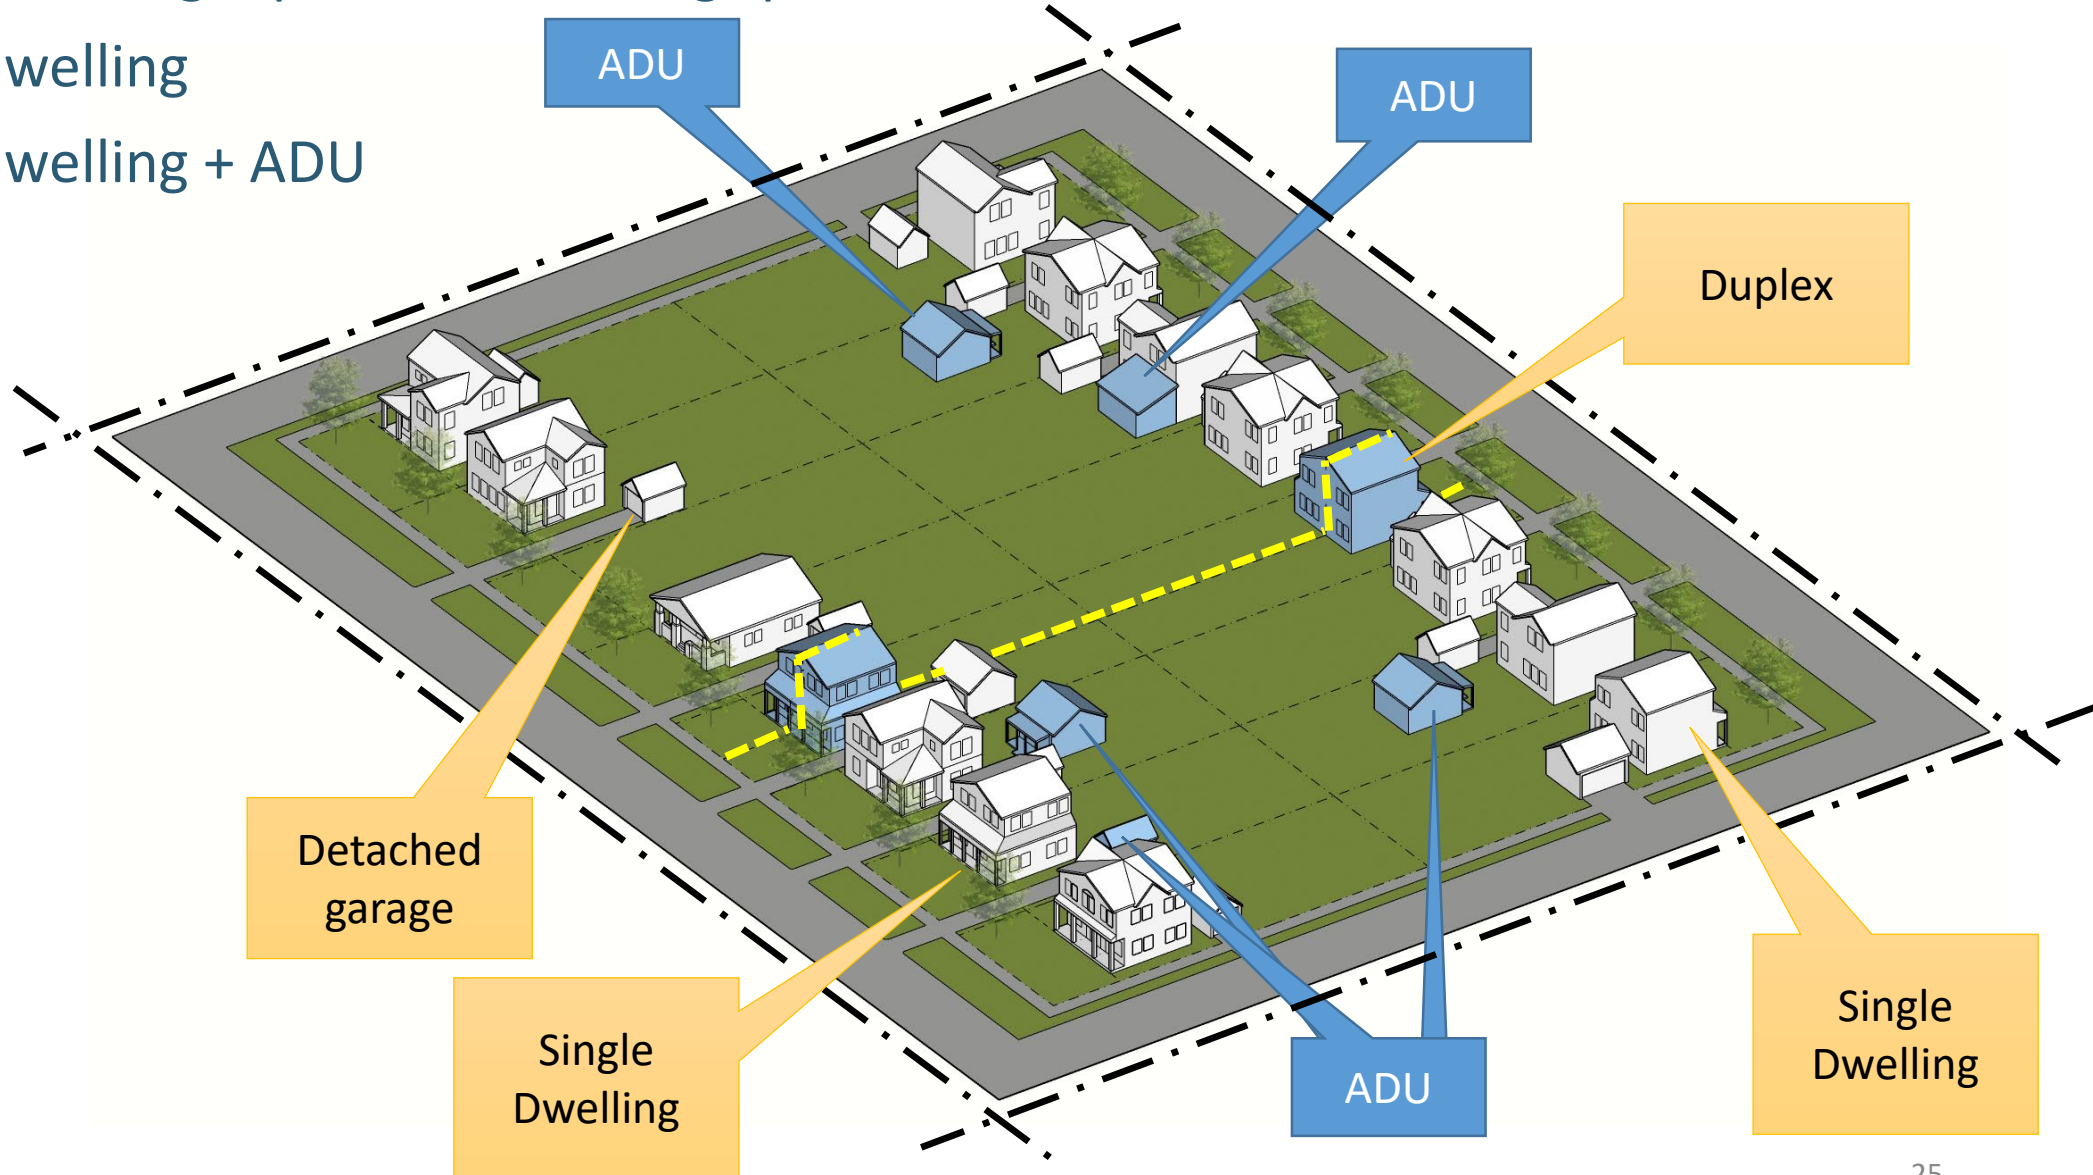 welling
welling + ADU
ADU
ADU
Duplex
Detached
garage
Single
Dwelling
ADU
Single
Dwelling